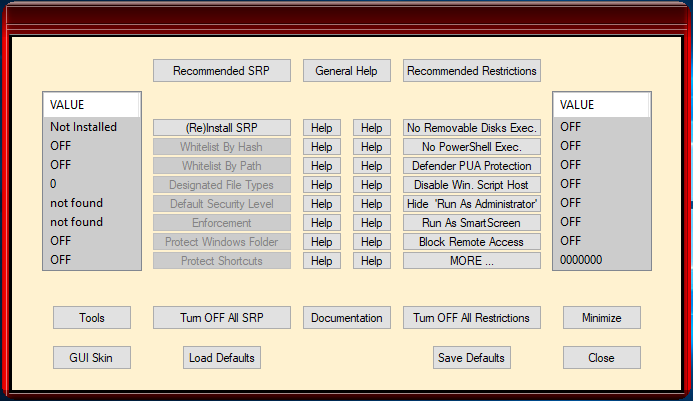 Recommended SRP General Help Recommended Restrictions
VALUE VALUE
Not Installed (Re)Install SRP Help Help No Removable Disks Exec. OFF
OFF Whitelist By Hash Help Help No PowerShell Exec. OFF
OFF Whitelist By Path Help Help Defender PUA Protection OFF
0 Designated File Types Help Help Disable Win. Script Host OFF
not found Default Security Level Help Help Hide 'Run As Administrator' OFF
not found Enforcement Help Help Run As SmartScreen OFF
OFF Protect Windows Folder Help Help Block Remote Access OFF
OFF Protect Shortcuts Help Help MORE ... 0000000
Tools Turn OFF All SRP Documentation Turn OFF All Restrictions Minimize
GUI Skin Load Defaults Save Defaults Close